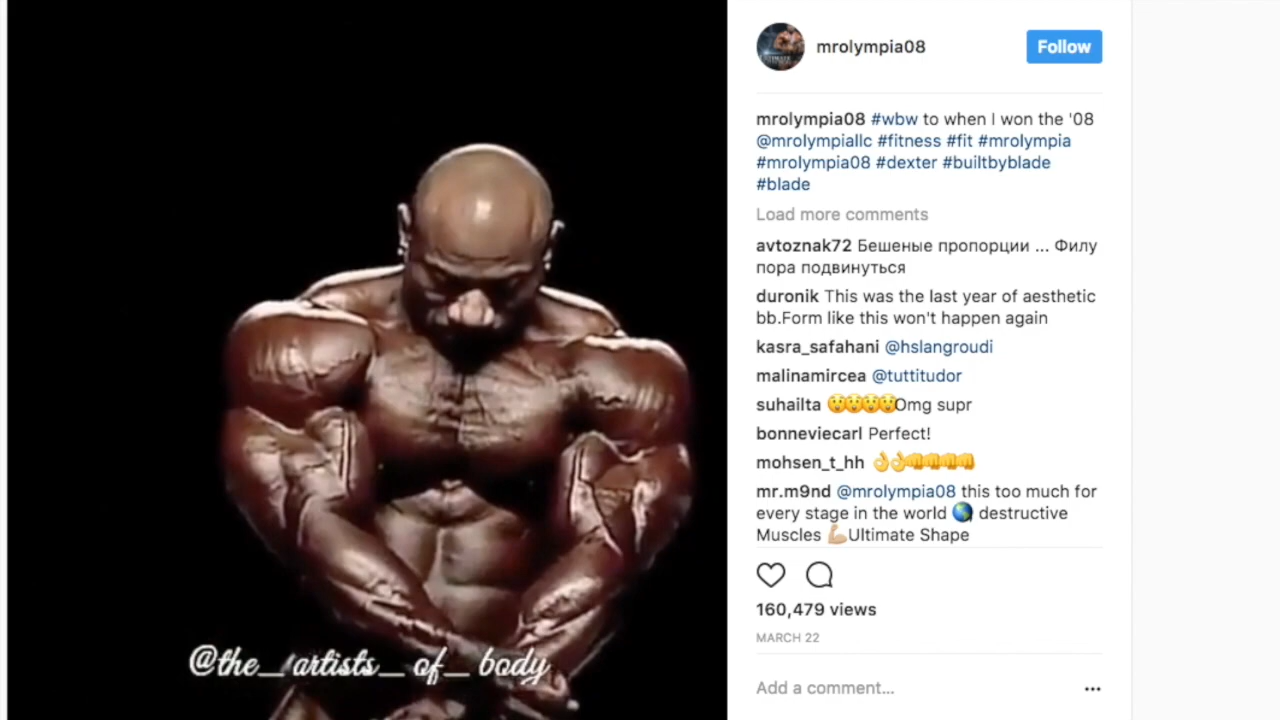 mrolympia08
Follow
mrolympia08 #wbw to when I won the '08
@mrolympiallc #fitness #fit #mrolympia
#mrolympia08 #dexter #builtbyblade
#blade
Load more comments
avtoznak72 Бешеные пропорции ... Филу
пора подвинуться
duronik This was the last year of aesthetic
bb.Form like this won't happen again
kasra_safahani @hslangroudi
malinamircea @tuttitudor
suhailta 😲😲😲😲Omg supr
bonneviecarl Perfect!
mohsen_t_hh 👌👌👊👊👊👊
mr.m9nd @mrolympia08 this too much for
every stage in the world 🌎 destructive
Muscles 💪🏼Ultimate Shape
160,479 views
MARCH 22
Add a comment...
@the_artists_of_body